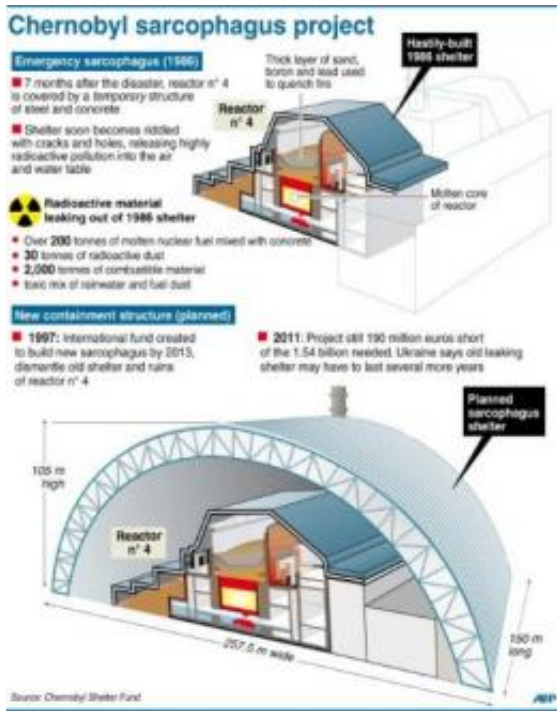 Chernobyl sarcophagus project
Emergency sarcophagus (1986)
7 months after the disaster, reactor n° 4
is covered by a temporary structure
of steel and concrete
Shelter soon becomes riddled
with cracks and holes, releasing highly
radioactive pollution into the air
and water table
Thick layer of sand,
boron and lead used
to quench fire
Hastily-built
1986 shelter
Reactor
n° 4
Molten core
of reactor
Radioactive material
leaking out of 1986 shelter
Over 200 tonnes of molten nuclear fuel mixed with concrete
30 tonnes of radioactive dust
2,000 tonnes of combustible material
toxic mix of rainwater and fuel dust
New containment structure (planned)
1997: International fund created
to build new sarcophagus by 2013,
dismantle old shelter and ruins
of reactor n° 4
2011: Project still 190 million euros short
of the 1.54 billion needed. Ukraine says old leaking
shelter may have to last several more years
Planned
sarcophagus
shelter
105 m
high
Reactor
n° 4
257.5 m wide
150 m
long
Source: Chernobyl Shelter Fund
AFP